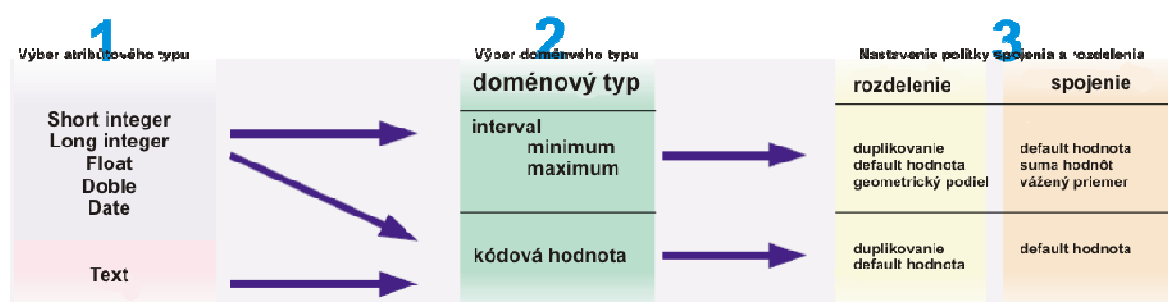 1
Výber atribútového typu
Short integer
Long integer
Float
Doble
Date
Text
2
Výber doménvého typu
doménový typ
interval
minimum
maximum
kódová hodnota
3
Nastavenie politky spojenia a rozdelenia
rozdelenie
spojenie
duplikovanie
default hodnota
geometrický podiel
default hodnota
suma hodnôt
vážený priemer
duplikovanie
default hodnota
default hodnota